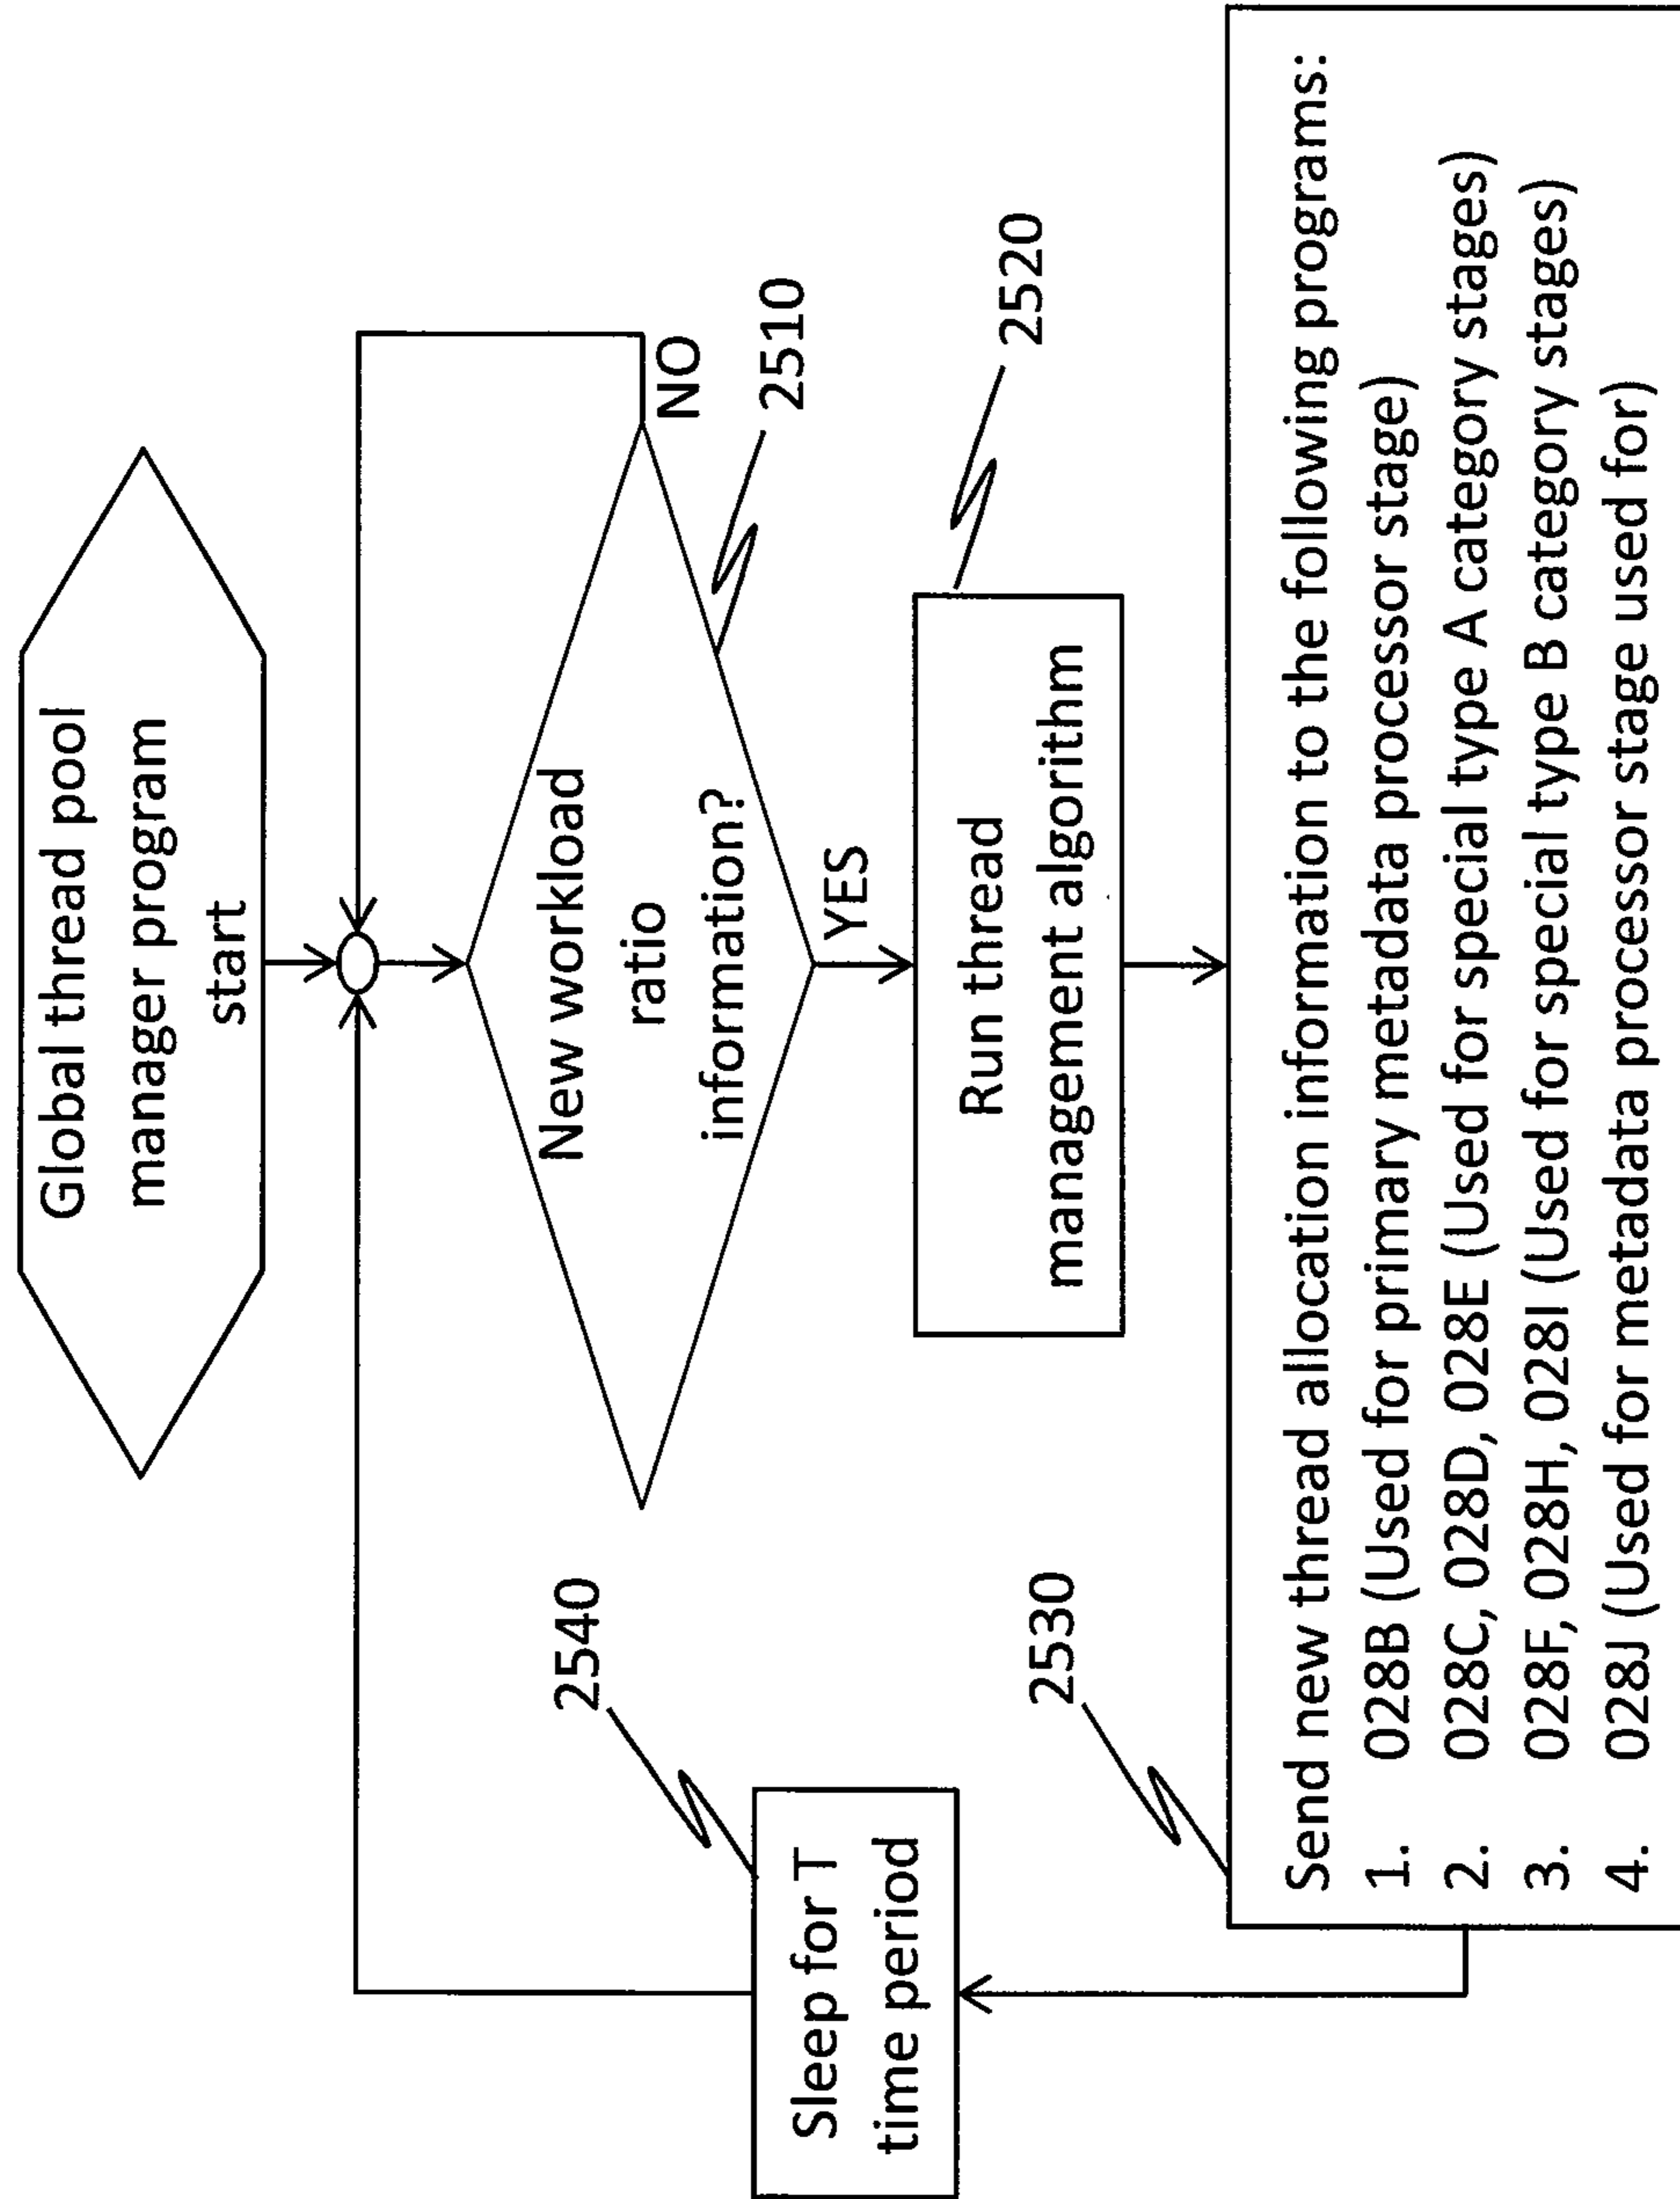 Global thread pool
manager program
start
New workload
ratio
information?
NO
2510
YES
Run thread
management algorithm
2520
Sleep for T
time period
2540
2530
Send new thread allocation information to the following programs:
1. 028B (Used for primary metadata processor stage)
2. 028C, 028D, 028E (Used for special type A category stages)
3. 028F, 028H, 028I (Used for special type B category stages)
4. 028J (Used for metadata processor stage used for)